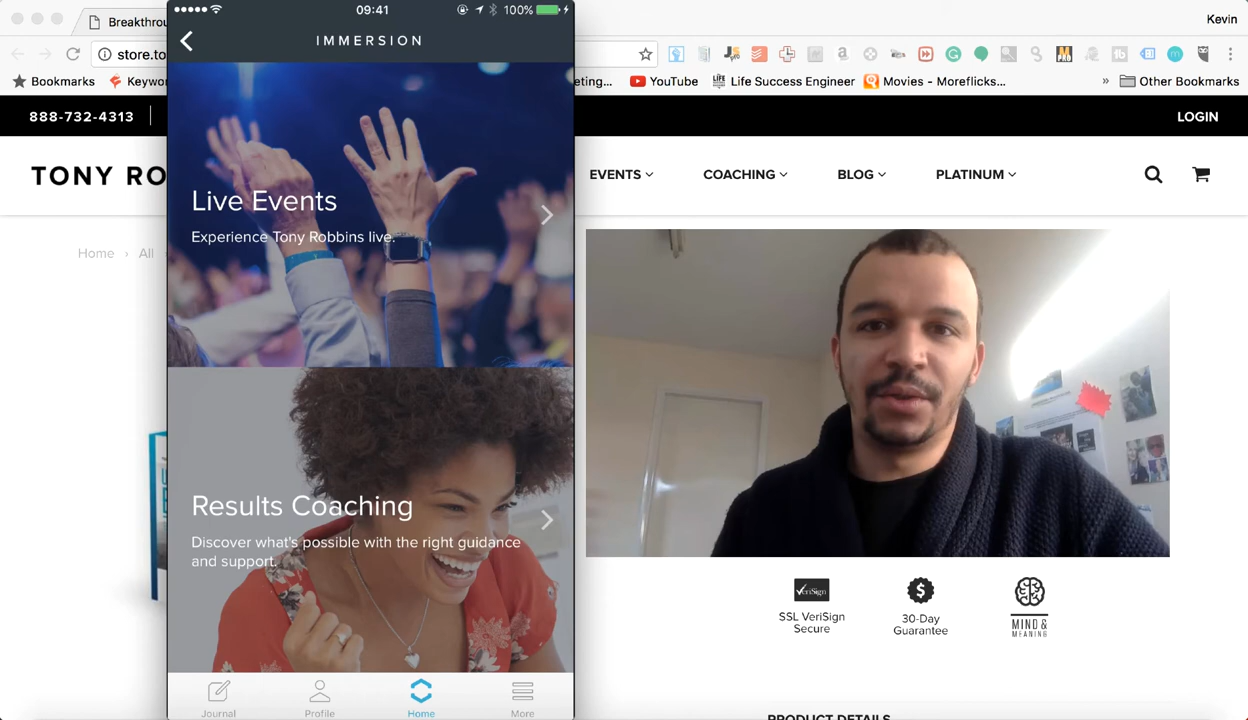 Breakthrou
Kevin
store.to
Bookmarks
Keywor
eting...
YouTube
Life Success Engineer
Movies - Moreflicks...
»
Other Bookmarks
888-732-4313
LOGIN
TONY RO
EVENTS
COACHING
BLOG
PLATINUM
Home › All
09:41
100%
IMMERSION
Live Events
Experience Tony Robbins live.
Results Coaching
Discover what's possible with the right guidance
and support.
Journal
Profile
Home
More
VeriSign
SSL VeriSign
Secure
30-Day
Guarantee
MIND &
MEANING
PRODUCT DETAILS